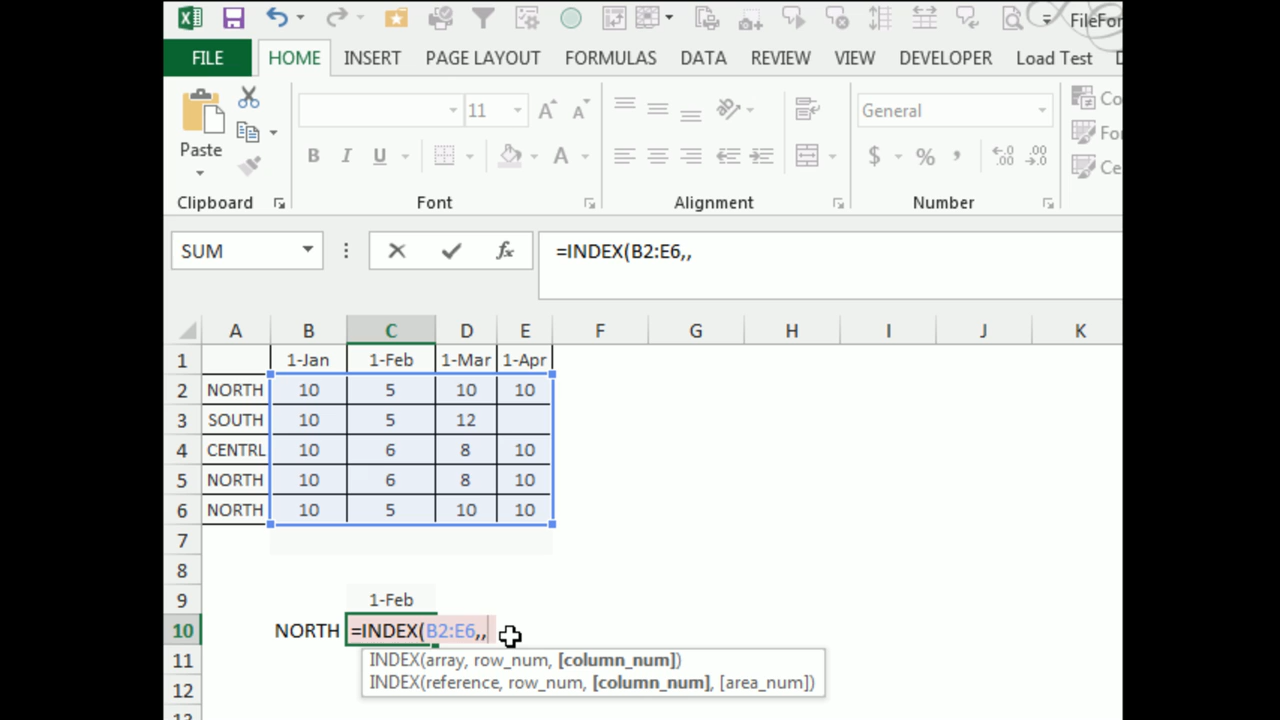 FileFor
FILE HOME INSERT PAGE LAYOUT FORMULAS DATA REVIEW VIEW DEVELOPER Load Test
11 General Co
Paste B I U A $ % , Fo
Ce
Clipboard Font Alignment Number
SUM fx =INDEX(B2:E6,,
A B C D E F G H I J K
1 1-Jan 1-Feb 1-Mar 1-Apr
2 NORTH 10 5 10 10
3 SOUTH 10 5 12
4 CENTRL 10 6 8 10
5 NORTH 10 6 8 10
6 NORTH 10 5 10 10
7
8
9 1-Feb
10 NORTH =INDEX(B2:E6,,
11 INDEX(array, row_num, [column_num])
12 INDEX(reference, row_num, [column_num], [area_num])